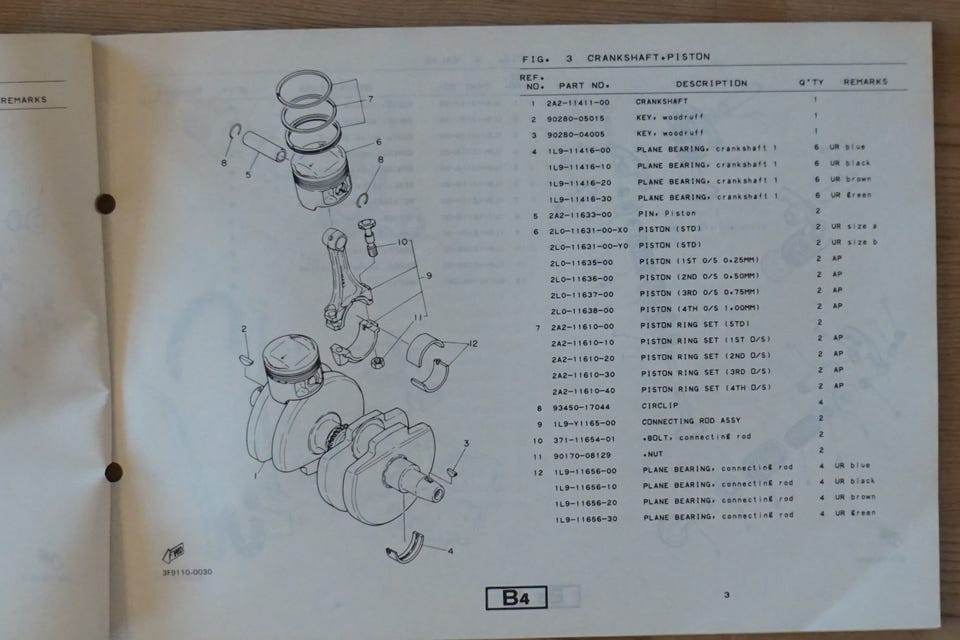 REMARKS
FIG. 3 CRANKSHAFT.PISTON
REF. NO. PART NO. DESCRIPTION Q'TY REMARKS
1 2A2-11411-00 CRANKSHAFT 1
2 90280-05015 KEY, woodruff 1
3 90280-04005 KEY, woodruff 1
4 1L9-11416-00 PLANE BEARING, crankshaft 1 6 UR blue
1L9-11416-10 PLANE BEARING, crankshaft 1 6 UR black
1L9-11416-20 PLANE BEARING, crankshaft 1 6 UR brown
1L9-11416-30 PLANE BEARING, crankshaft 1 6 UR green
5 2A2-11633-00 PIN, Piston 2
6 2L0-11631-00-X0 PISTON (STD) 2 UR size a
2L0-11631-00-Y0 PISTON (STD) 2 UR size b
2L0-11635-00 PISTON (1ST O/S 0.25MM) 2 AP
2L0-11636-00 PISTON (2ND O/S 0.50MM) 2 AP
2L0-11637-00 PISTON (3RD O/S 0.75MM) 2 AP
2L0-11638-00 PISTON (4TH O/S 1.00MM) 2 AP
7 2A2-11610-00 PISTON RING SET (STD) 2
2A2-11610-10 PISTON RING SET (1ST O/S) 2 AP
2A2-11610-20 PISTON RING SET (2ND O/S) 2 AP
2A2-11610-30 PISTON RING SET (3RD O/S) 2 AP
2A2-11610-40 PISTON RING SET (4TH O/S) 2 AP
8 93450-17044 CIRCLIP 4
9 1L9-Y1165-00 CONNECTING ROD ASSY 2
10 371-11654-01 .BOLT, connecting rod 2
11 90170-08129 .NUT 2
12 1L9-11656-00 PLANE BEARING, connecting rod 4 UR blue
1L9-11656-10 PLANE BEARING, connecting rod 4 UR black
1L9-11656-20 PLANE BEARING, connecting rod 4 UR brown
1L9-11656-30 PLANE BEARING, connecting rod 4 UR green
7
6
8
8
5
10
9
11
2
12
3
1
4
FWD
3F9110-0030
B4
3